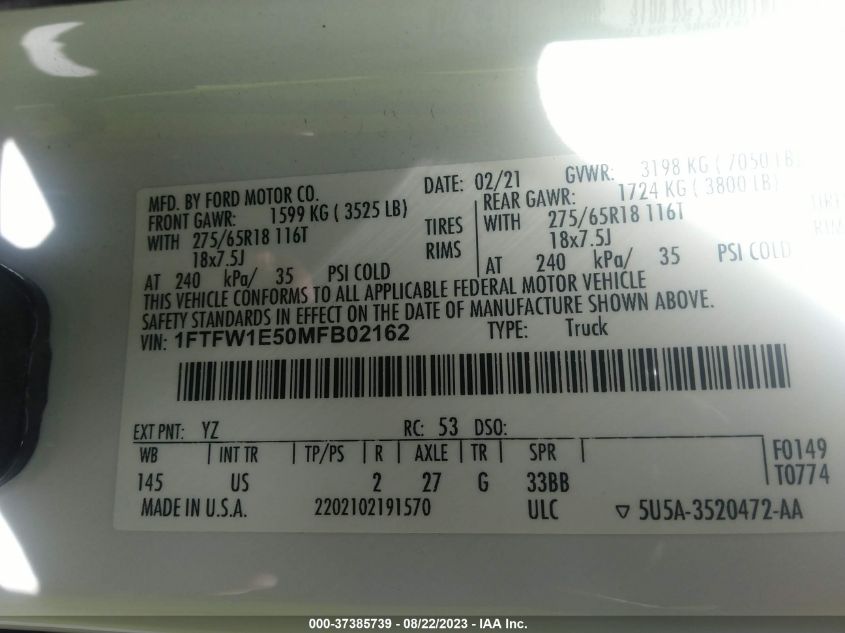 MFD. BY FORD MOTOR CO. DATE: 02/21 GVWR: 3198 KG ( 7050 LB)
FRONT GAWR: 1599 KG ( 3525 LB) REAR GAWR: 1724 KG ( 3800 LB)
WITH 275/65R18 116T TIRES WITH 275/65R18 116T
18x7.5J RIMS 18x7.5J RIM
AT 240 kPa/ 35 PSI COLD AT 240 kPa/ 35 PSI COLD
THIS VEHICLE CONFORMS TO ALL APPLICABLE FEDERAL MOTOR VEHICLE
SAFETY STANDARDS IN EFFECT ON THE DATE OF MANUFACTURE SHOWN ABOVE.
VIN: 1FTFW1E50MFB02162 TYPE: Truck
EXT PNT: YZ RC: 53 DSO:
WB | INT TR | TP/PS | R | AXLE | TR | SPR | F0149
145 US 2 27 G 33BB T0774
MADE IN U.S.A. 2202102191570 ULC ▽ 5U5A-3520472-AA
000-37385739 - 08/22/2023 - IAA Inc.